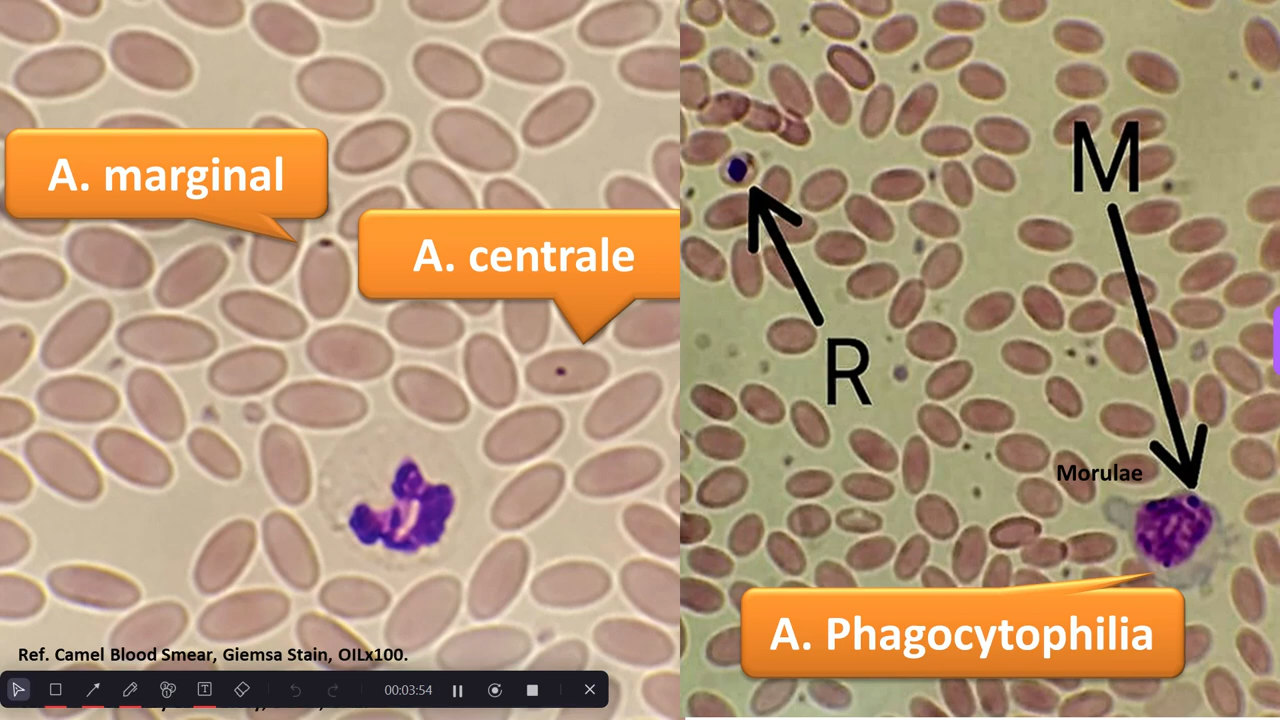 A. marginal
A. centrale
M
R
Morulae
A. Phagocytophilia
Ref. Camel Blood Smear, Giemsa Stain, OILx100.
00:03:54